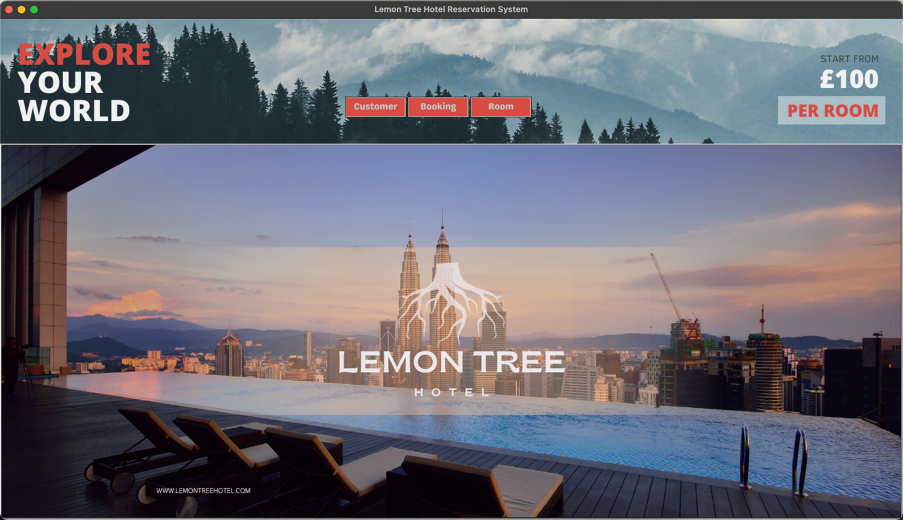 Lemon Tree Hotel Reservation System
EXPLORE
YOUR
WORLD
Customer
Booking
Room
START FROM
£100
PER ROOM
LEMON TREE
HOTEL
WWW.LEMONTREEHOTEL.COM